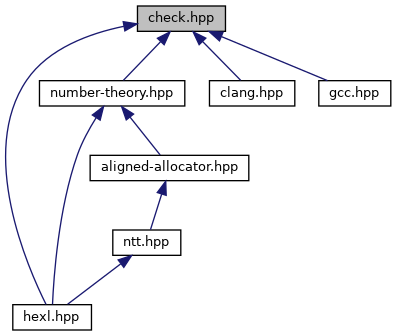 check.hpp
number-theory.hpp
clang.hpp
gcc.hpp
aligned-allocator.hpp
ntt.hpp
hexl.hpp